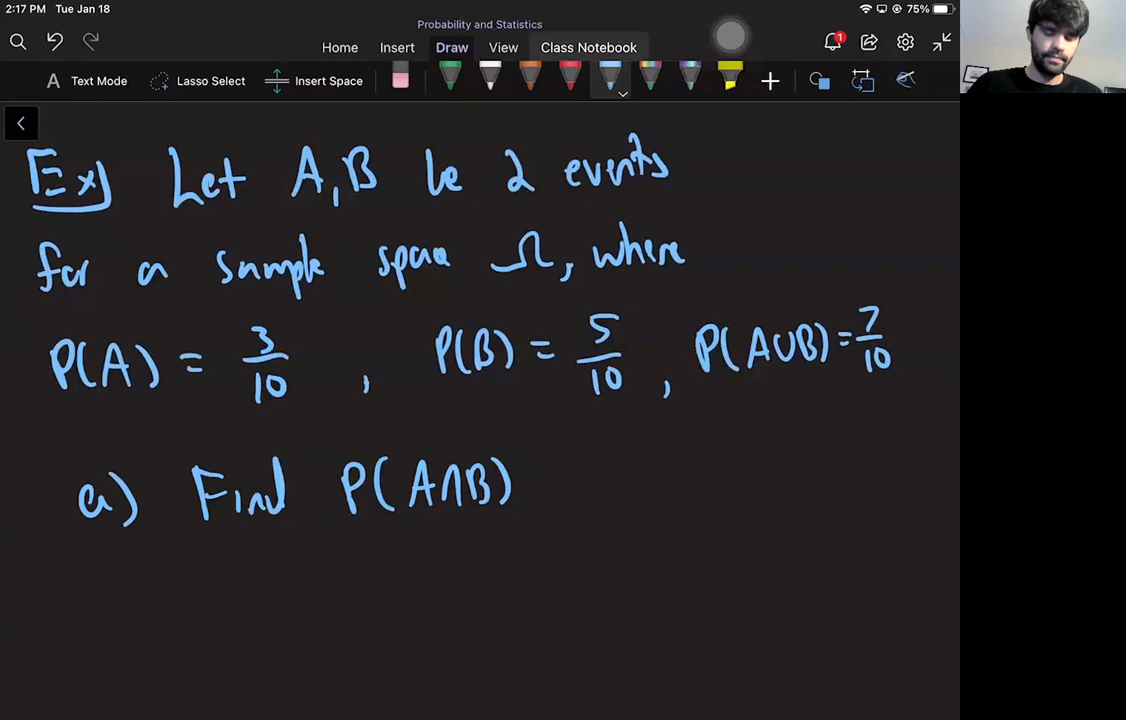 2:17 PM Tue Jan 18
75%
Probability and Statistics
Home Insert Draw View Class Notebook
1
A Text Mode Lasso Select Insert Space
Ex) Let A,B be 2 events
for a sample space Ω, where
P(A) = 3/10 , P(B) = 5/10 , P(A∪B) = 7/10
a) Find P(A∩B)